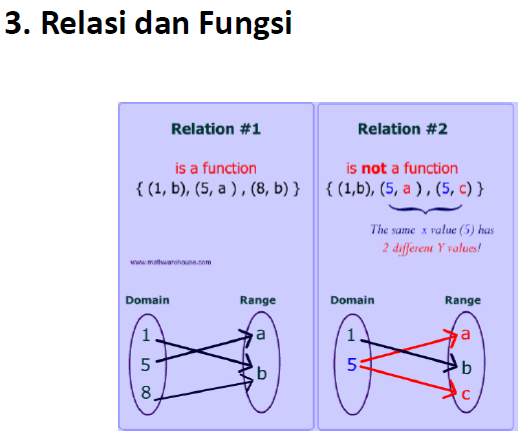 3. Relasi dan Fungsi
Relation #1
is a function
{ (1, b), (5, a ) , (8, b) }
www.mathwarehouse.com
Domain Range
1 a
5 b
8
Relation #2
is not a function
{ (1,b), (5, a ) , (5, c) }
The same x value (5) has
2 different Y values!
Domain Range
1 a
5 b
c